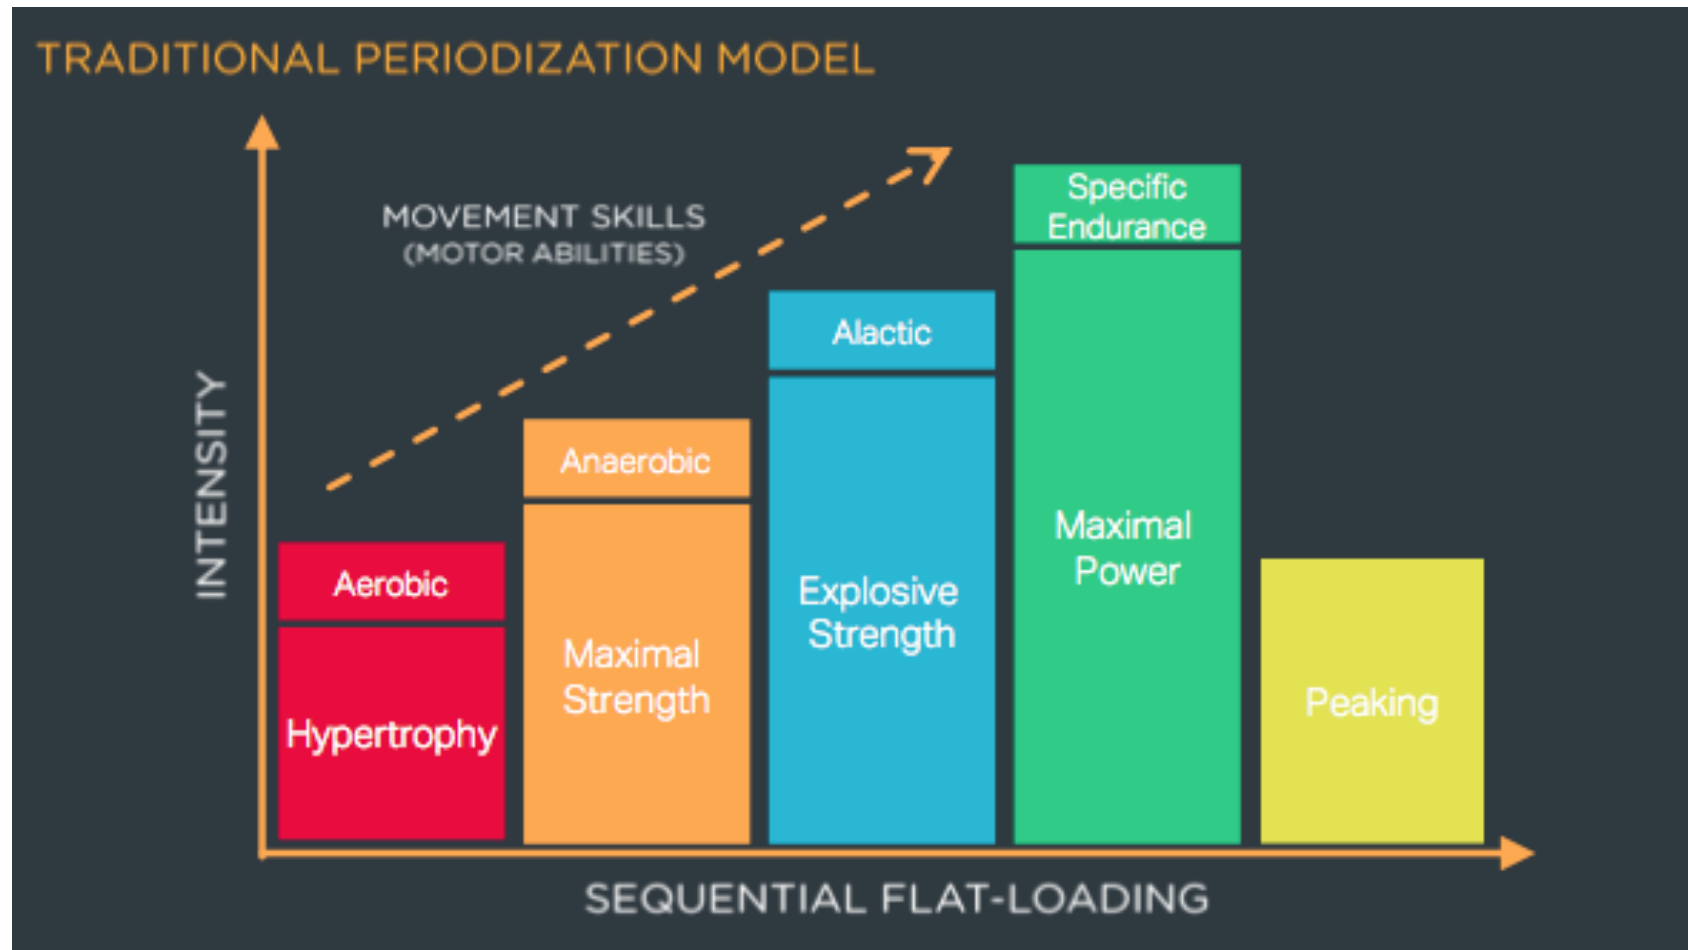 TRADITIONAL PERIODIZATION MODEL
MOVEMENT SKILLS
(MOTOR ABILITIES)
INTENSITY
Aerobic
Hypertrophy
Anaerobic
Maximal
Strength
Alactic
Explosive
Strength
Specific
Endurance
Maximal
Power
Peaking
SEQUENTIAL FLAT-LOADING